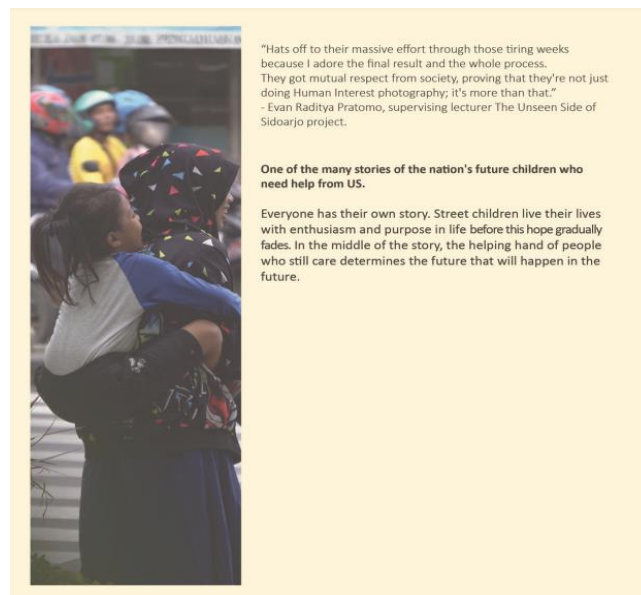 “Hats off to their massive effort through those tiring weeks
because I adore the final result and the whole process.
They got mutual respect from society, proving that they're not just
doing Human Interest photography; it's more than that.”
- Evan Raditya Pratomo, supervising lecturer The Unseen Side of
Sidoarjo project.
One of the many stories of the nation's future children who
need help from US.
Everyone has their own story. Street children live their lives
with enthusiasm and purpose in life before this hope gradually
fades. In the middle of the story, the helping hand of people
who still care determines the future that will happen in the
future.